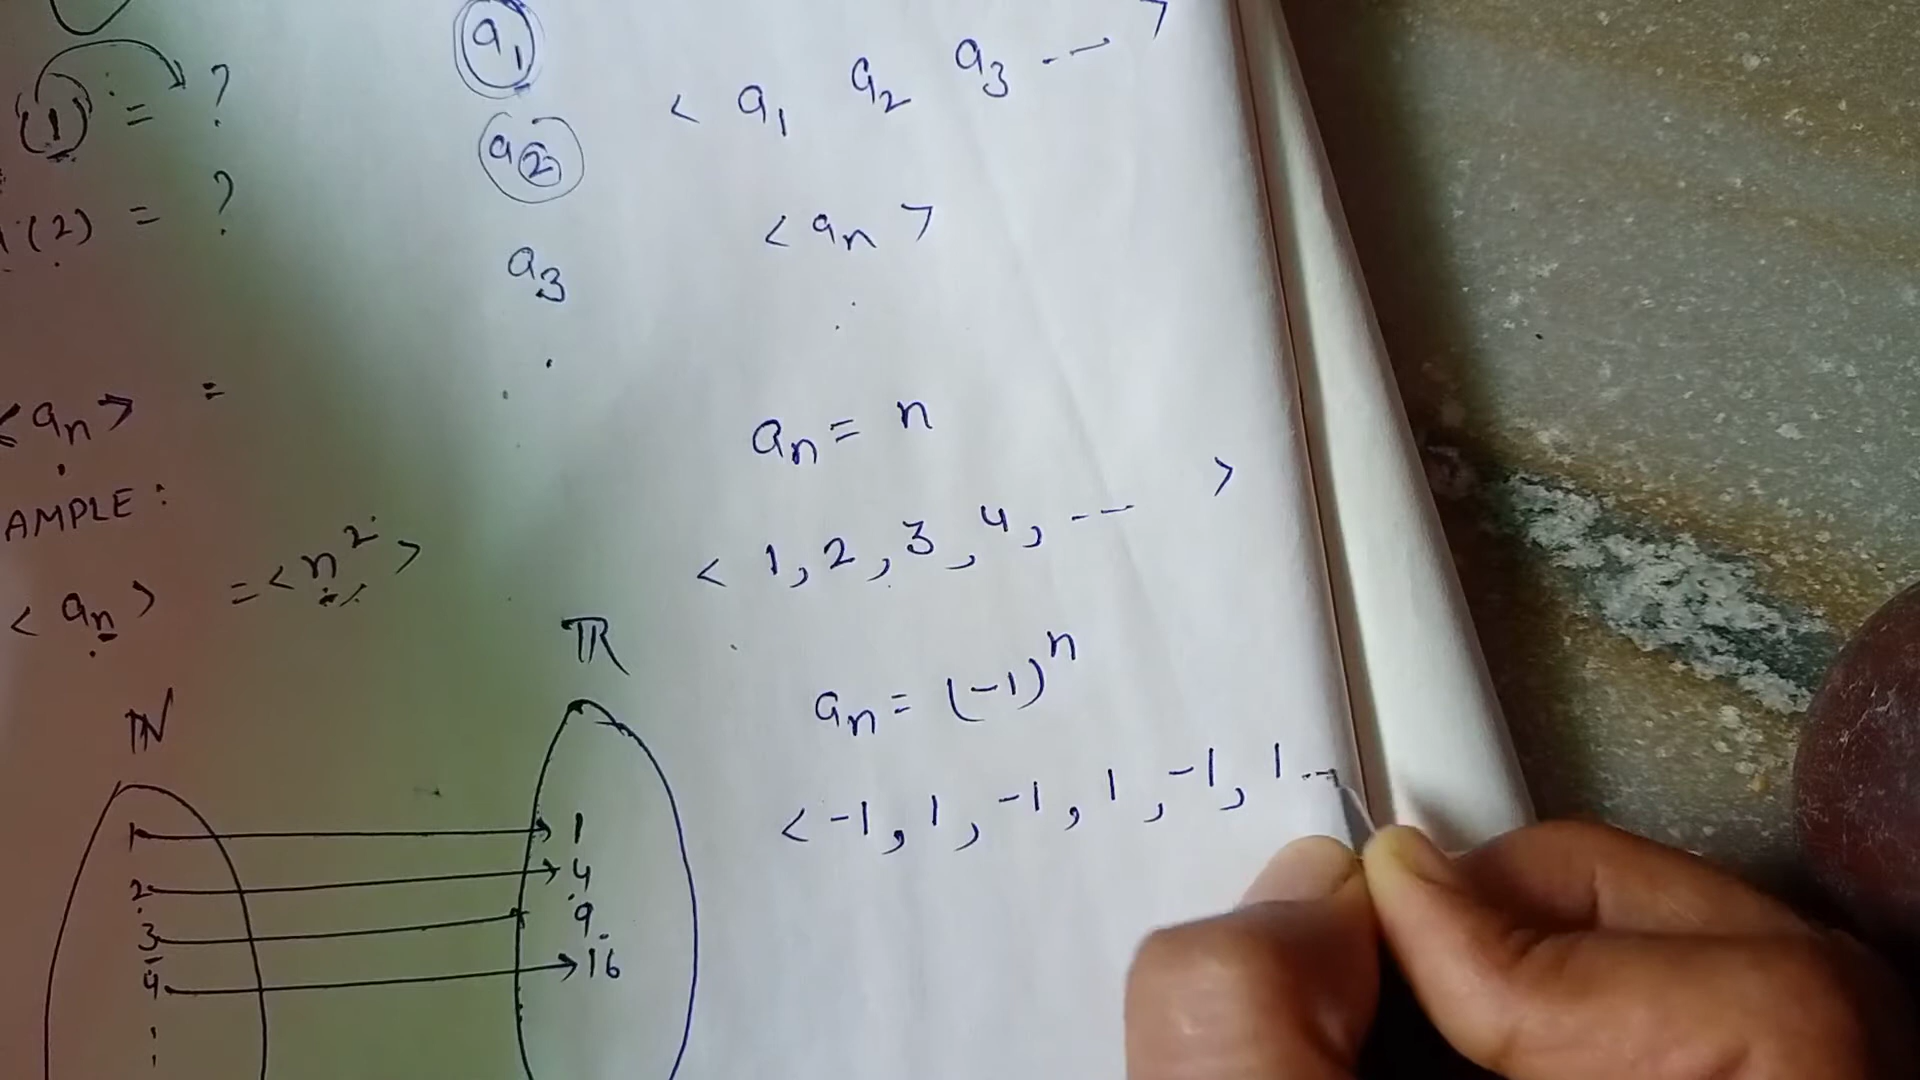 (1) = ?
(2) = ?
<an> =
AMPLE:
<an> = <n²>
N
R
1 → 1
2 → 4
3 9
4 → 16
⋮
a1
a2
a3
.
< a1 a2 a3 --- >
<an>
an = n
< 1, 2, 3, 4, --- >
an = (-1)ⁿ
< -1, 1, -1, 1, -1, 1 --